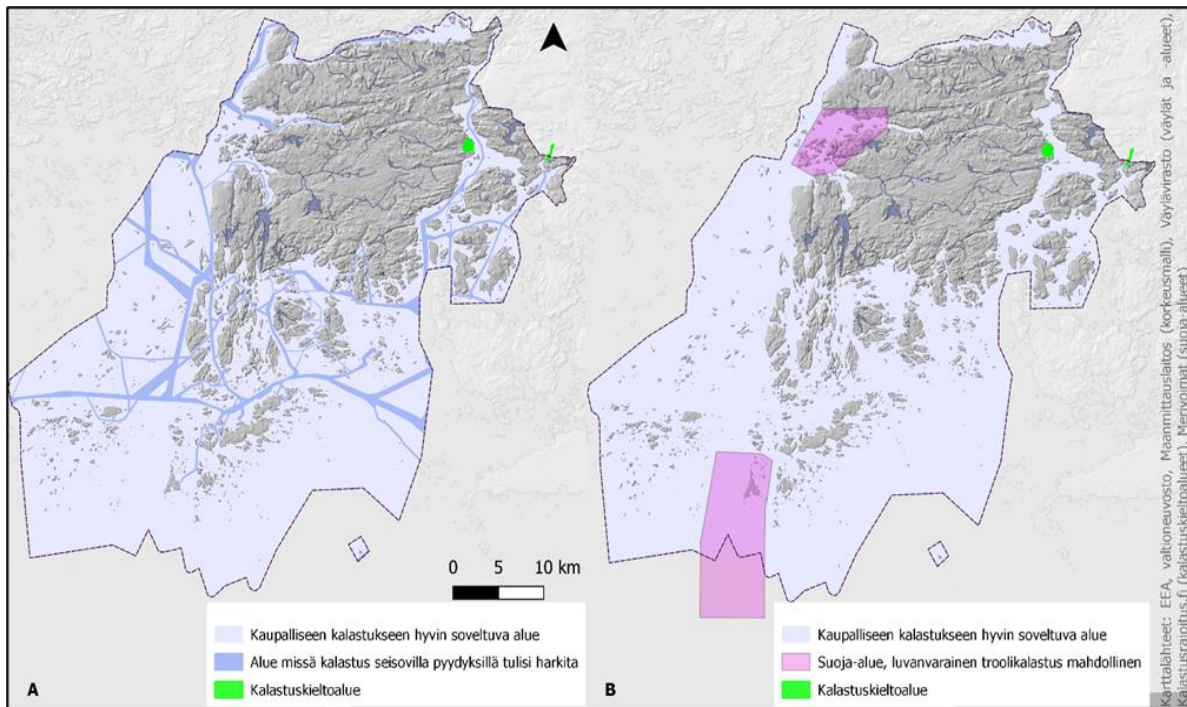 0 5 10 km
Kaupalliseen kalastukseen hyvin soveltuva alue
Alue missä kalastus seisovilla pyydyksillä tulisi harkita
Kalastuskieltoalue
A
Kaupalliseen kalastukseen hyvin soveltuva alue
Suoja-alue, luvanvarainen troolikalastus mahdollinen
Kalastuskieltoalue
B
Karttalähteet: EEA, valtioneuvosto, Maanmittauslaitos (korkeusmalli), Väylävirasto (väylät ja -alueet),
Kalastusrajoitus.fi (kalastuskieltoalueet), Merivoimat (suoja-alueet)